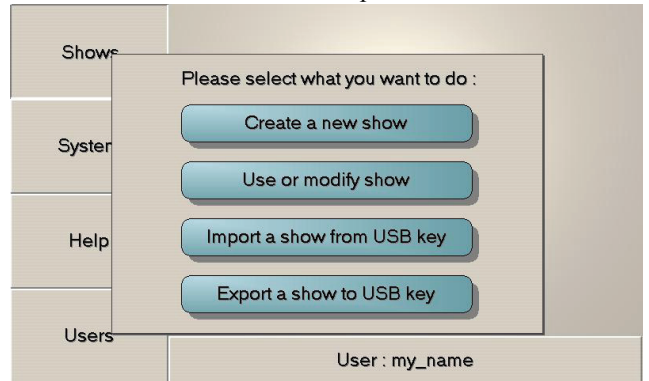 Shows
Please select what you want to do :
Create a new show
Use or modify show
Import a show from USB key
Export a show to USB key
Help
Users
User : my_name